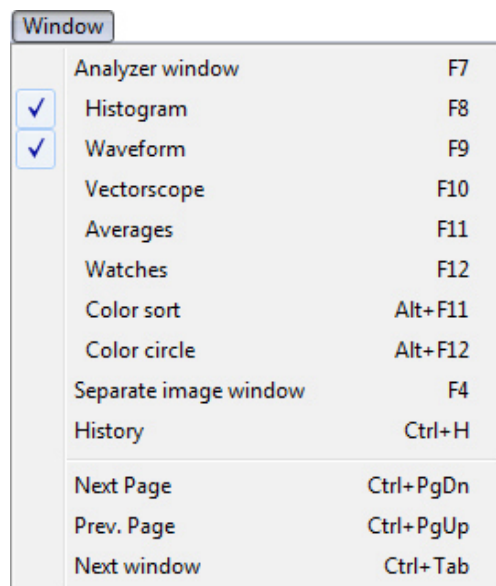 Window
Analyzer window F7
Histogram F8
Waveform F9
Vectorscope F10
Averages F11
Watches F12
Color sort Alt+F11
Color circle Alt+F12
Separate image window F4
History Ctrl+H
Next Page Ctrl+PgDn
Prev. Page Ctrl+PgUp
Next window Ctrl+Tab